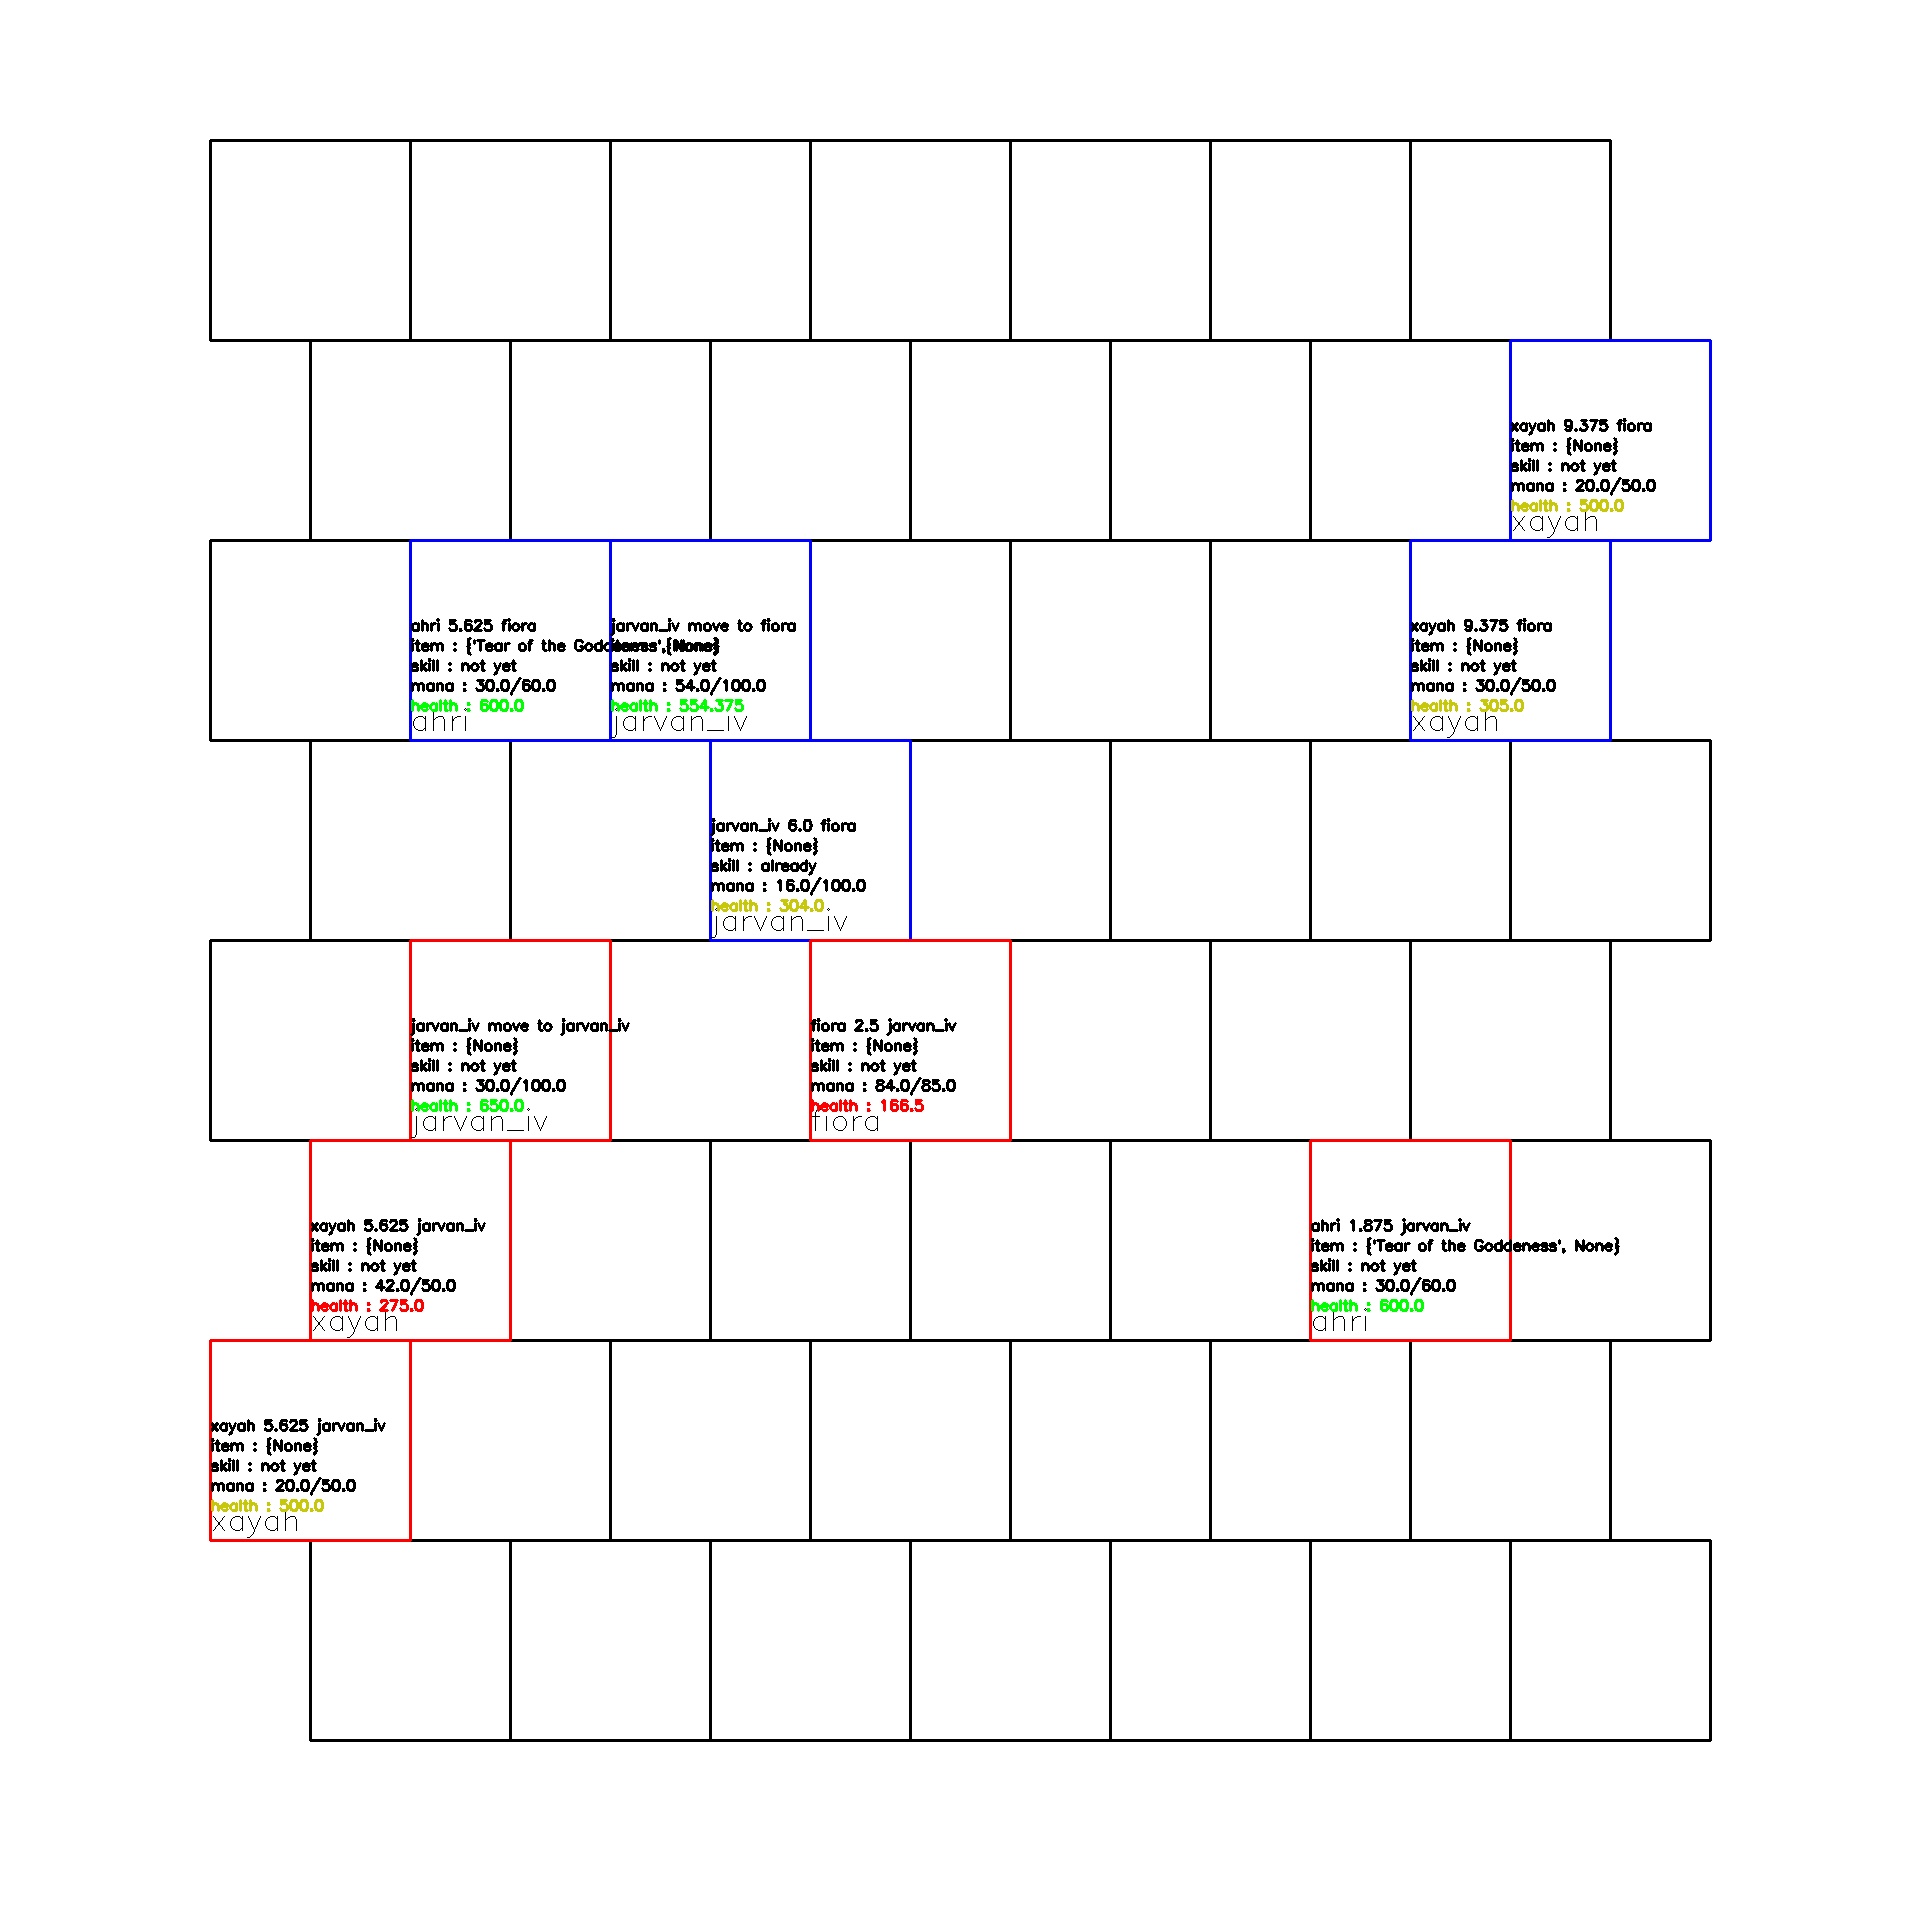 xayah 9.375 fiora
item : {None}
skill : not yet
mana : 20.0/50.0
health : 500.0
xayah
ahri 5.625 fiora
item : {'Tear of the Goddeness', None}
skill : not yet
mana : 30.0/60.0
health : 600.0
ahri
jarvan_iv move to fiora
item : {None}
skill : not yet
mana : 54.0/100.0
health : 554.375
jarvan_iv
xayah 9.375 fiora
item : {None}
skill : not yet
mana : 30.0/50.0
health : 305.0
xayah
jarvan_iv 6.0 fiora
item : {None}
skill : already
mana : 16.0/100.0
health : 304.0
jarvan_iv
jarvan_iv move to jarvan_iv
item : {None}
skill : not yet
mana : 30.0/100.0
health : 650.0
jarvan_iv
fiora 2.5 jarvan_iv
item : {None}
skill : not yet
mana : 84.0/85.0
health : 166.5
fiora
xayah 5.625 jarvan_iv
item : {None}
skill : not yet
mana : 42.0/50.0
health : 275.0
xayah
ahri 1.875 jarvan_iv
item : {'Tear of the Goddeness', None}
skill : not yet
mana : 30.0/60.0
health : 600.0
ahri
xayah 5.625 jarvan_iv
item : {None}
skill : not yet
mana : 20.0/50.0
health : 500.0
xayah